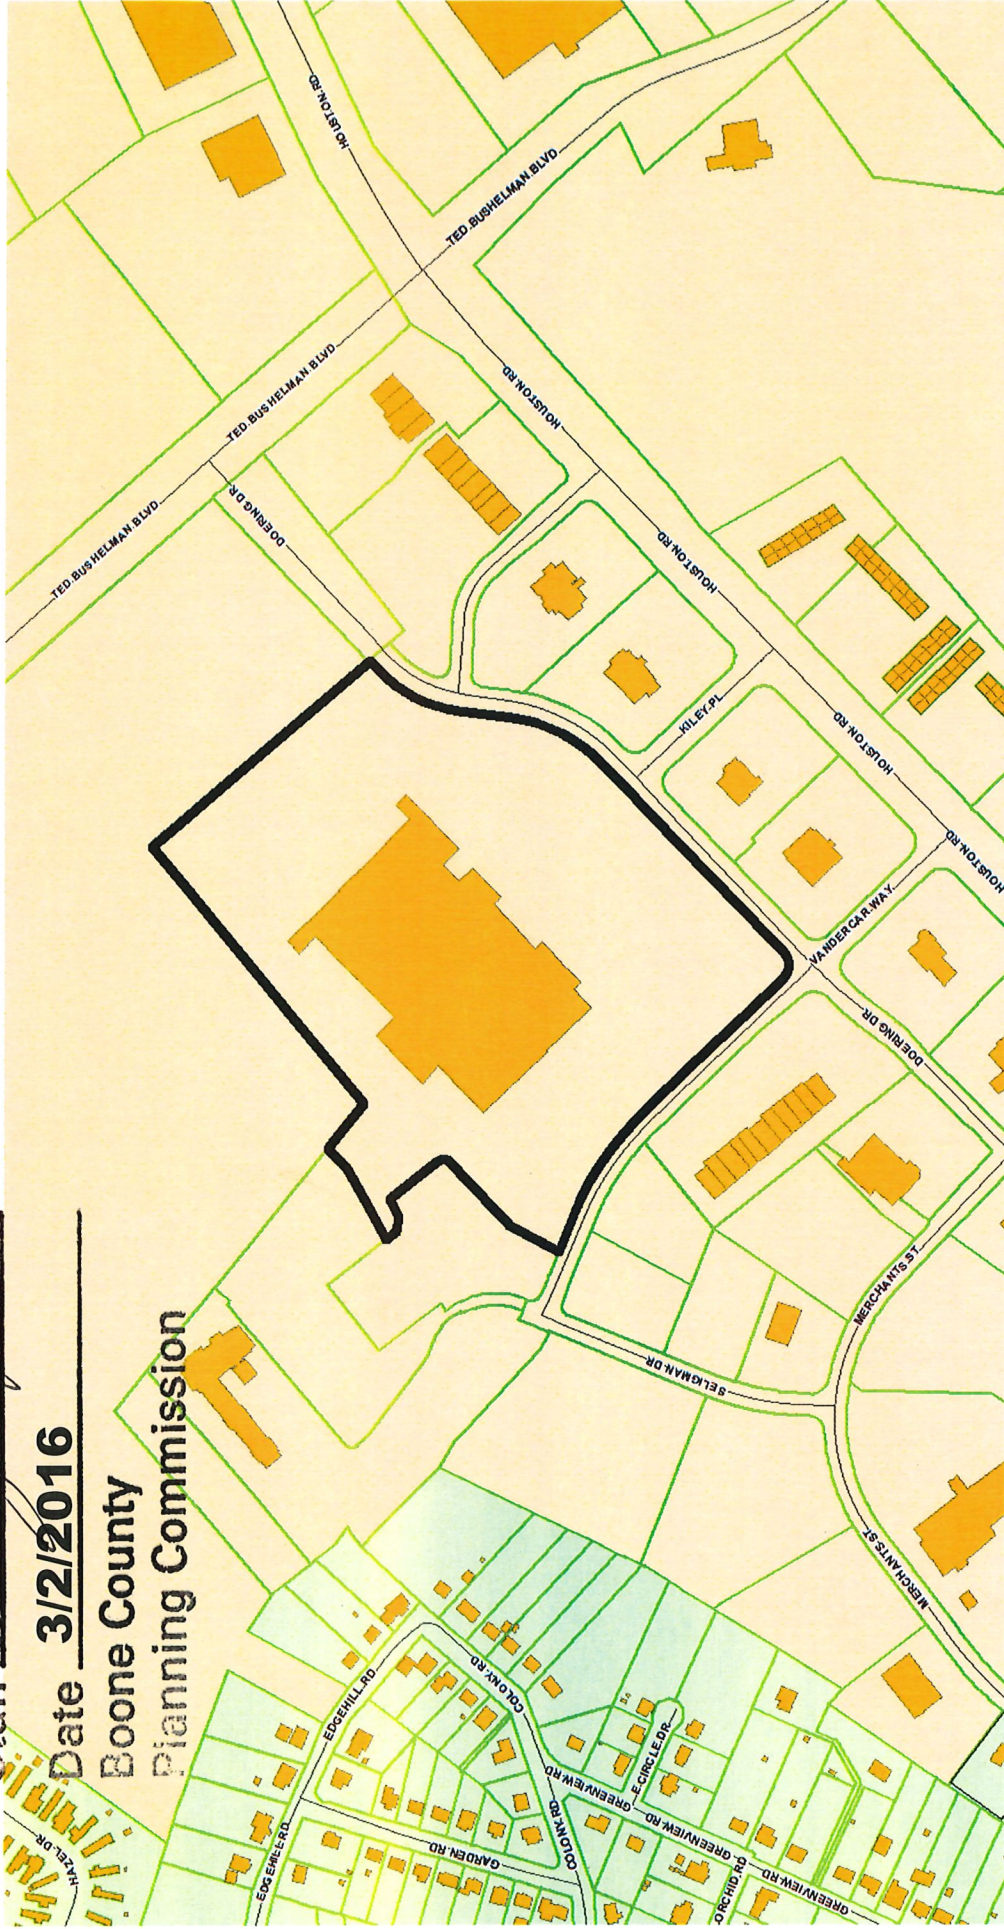 Date 3/2/2016
Boone County
Planning Commission
HOUSTON RD
TED BUSHELMAN BLVD
TED BUSHELMAN BLVD
TED BUSHELMAN BLVD
DOERING DR
HOUSTON RD
HOUSTON RD
KILEY PL
HOUSTON RD
HOUSTON RD
VANDERCAR WAY
DOERING DR
MERCHANTS ST
SELIGMAN DR
MERCHANTS ST
EDGEHILL RD
COLONY RD
E CIRCLE DR
GREENVIEW RD
GREENVIEW RD
COLONY RD
GARDEN RD
EDGEHILL RD
HAZEL DR
ORCHID RD
GREENVIEW RD
GREENVIEW RD